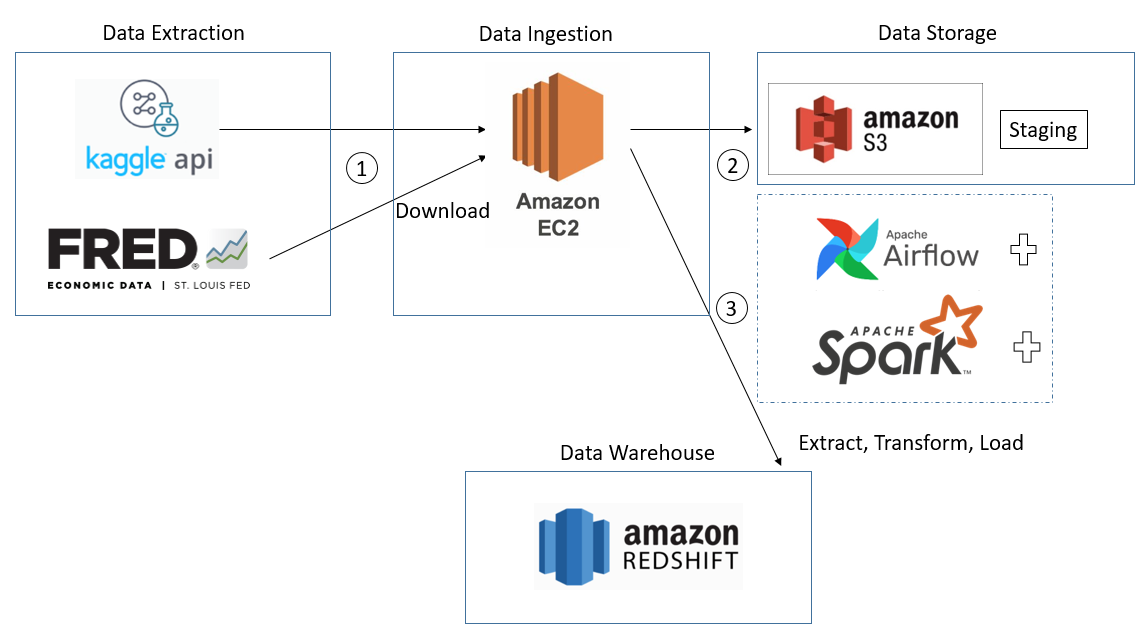 Data Extraction
Data Ingestion
Data Storage
kaggle api
1
Download
FRED®
ECONOMIC DATA | ST. LOUIS FED
Amazon
EC2
2
amazon
S3
Staging
Apache
Airflow
3
APACHE
Spark™
Extract, Transform, Load
Data Warehouse
amazon
REDSHIFT